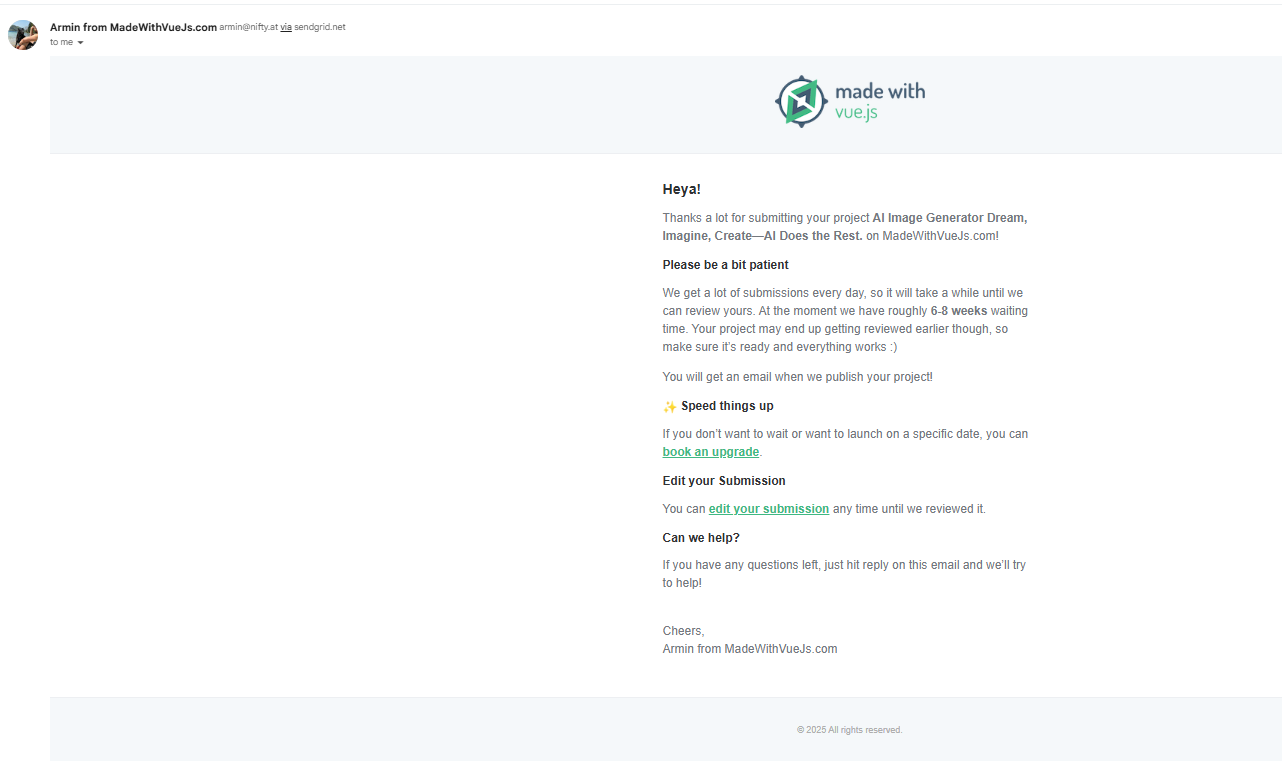 Armin from MadeWithVueJs.com armin@nifty.at via sendgrid.net
to me
made with
vue.js
Heya!
Thanks a lot for submitting your project AI Image Generator Dream,
Imagine, Create—AI Does the Rest. on MadeWithVueJs.com!
Please be a bit patient
We get a lot of submissions every day, so it will take a while until we
can review yours. At the moment we have roughly 6-8 weeks waiting
time. Your project may end up getting reviewed earlier though, so
make sure it's ready and everything works :)
You will get an email when we publish your project!
✨ Speed things up
If you don't want to wait or want to launch on a specific date, you can
book an upgrade.
Edit your Submission
You can edit your submission any time until we reviewed it.
Can we help?
If you have any questions left, just hit reply on this email and we'll try
to help!
Cheers,
Armin from MadeWithVueJs.com
© 2025 All rights reserved.